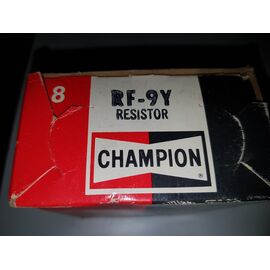 8
RF-9Y
RESISTOR
CHAMPION
®